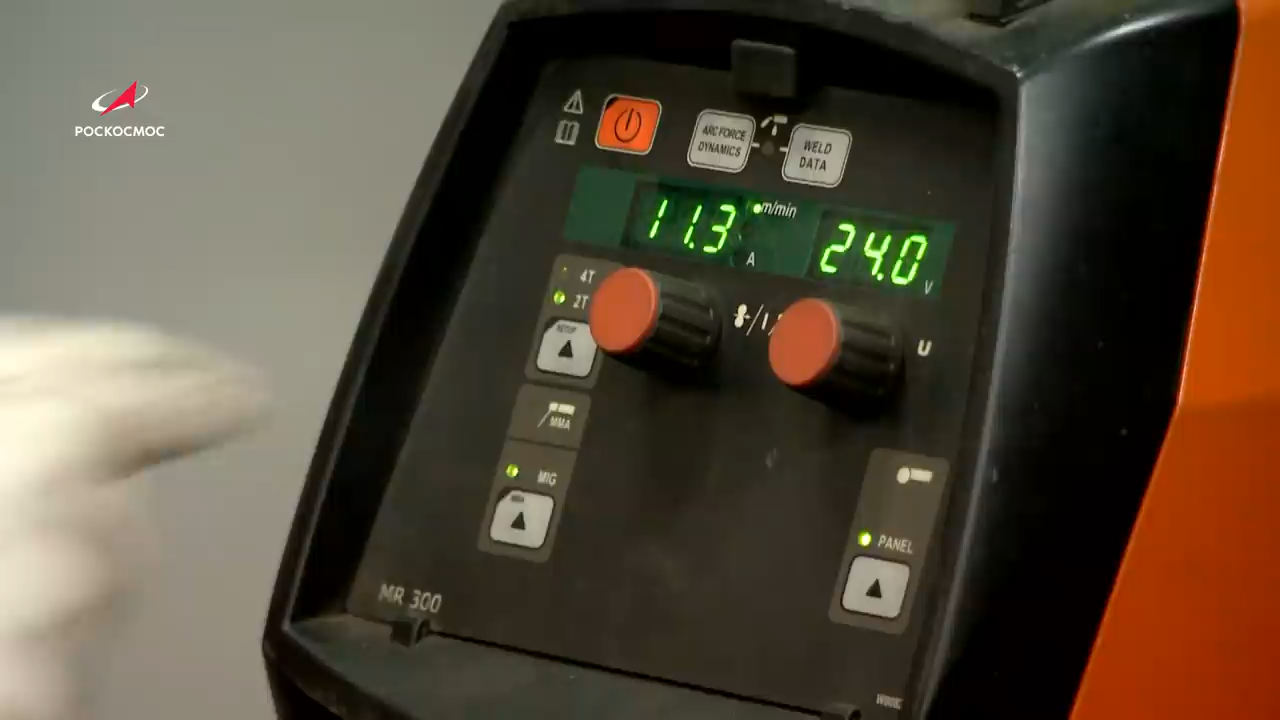 РОСКОСМОС
ARC FORCE
DYNAMICS
WELD
DATA
11.3
m/min
A
24.0
V
4T
2T
SETUP
U
MMA
MIG
PANEL
MR 300